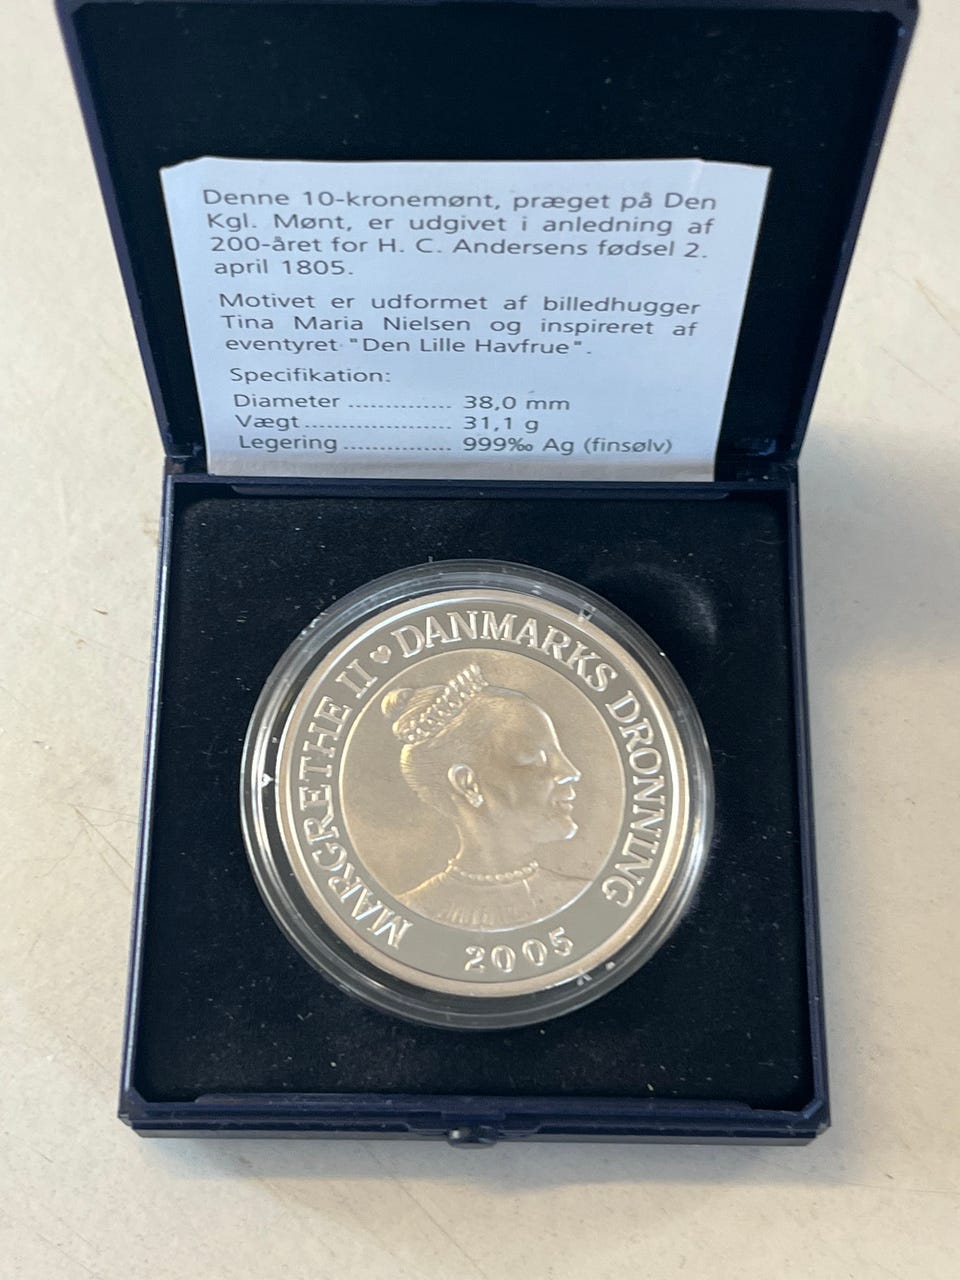 Denne 10-kronemønt, præget på Den
Kgl. Mønt, er udgivet i anledning af
200-året for H. C. Andersens fødsel 2.
april 1805.
Motivet er udformet af billedhugger
Tina Maria Nielsen og inspireret af
eventyret "Den Lille Havfrue".
Specifikation:
Diameter ............... 38,0 mm
Vægt..................... 31,1 g
Legering ................ 999‰ Ag (finsølv)
MARGRETHE II ♥ DANMARKS DRONNING
2005